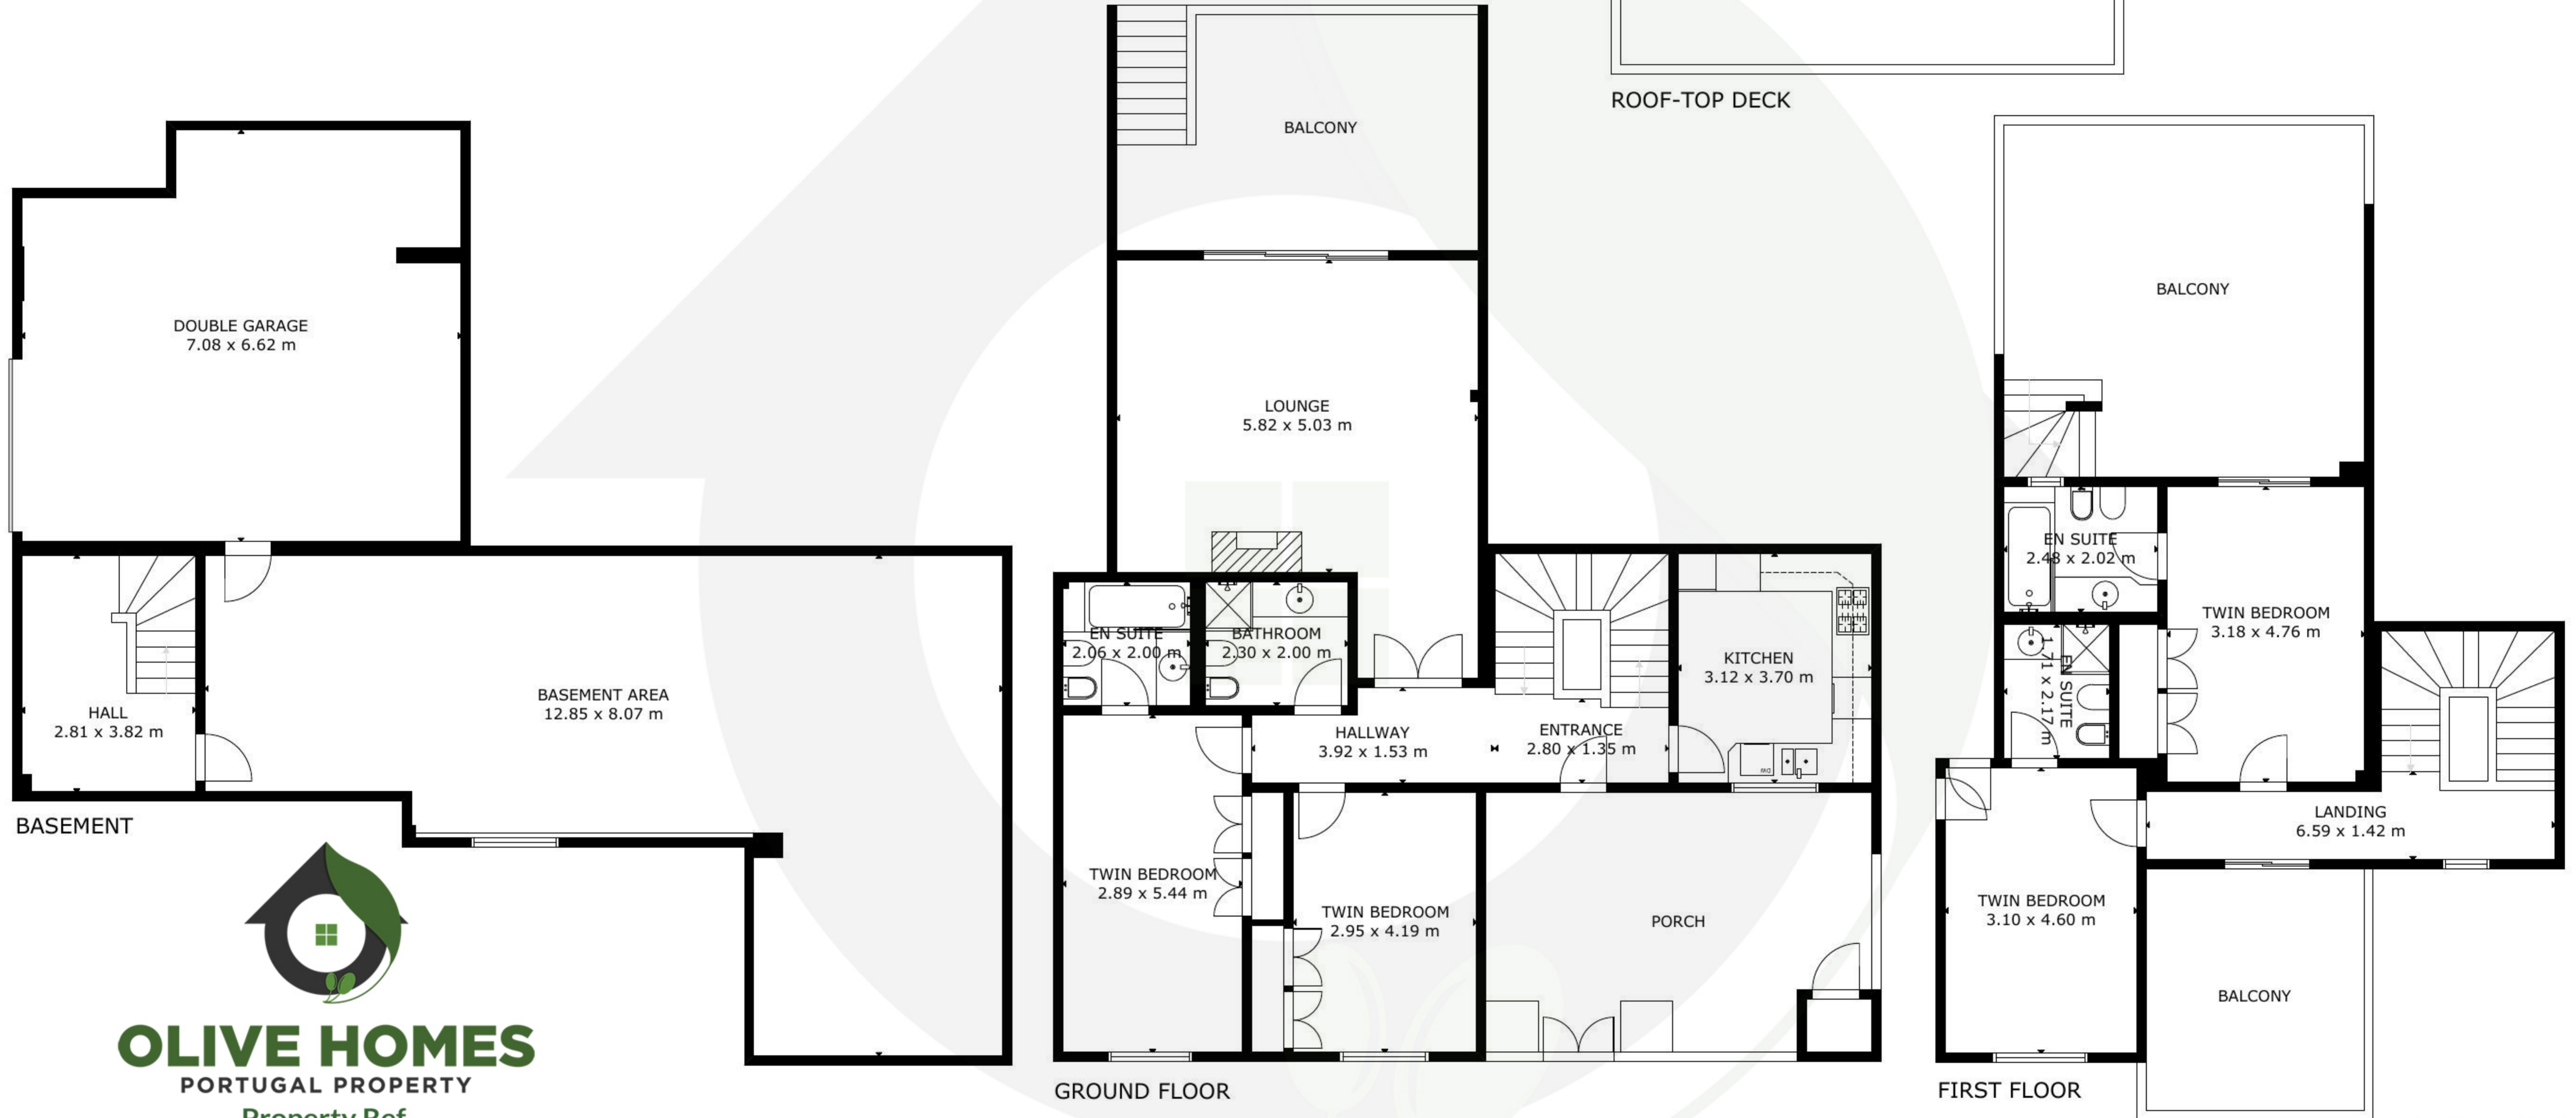 ROOF-TOP DECK
DOUBLE GARAGE
7.08 x 6.62 m
HALL
2.81 x 3.82 m
BASEMENT AREA
12.85 x 8.07 m
BASEMENT
OLIVE HOMES
PORTUGAL PROPERTY
Property Ref
BALCONY
LOUNGE
5.82 x 5.03 m
EN SUITE
2.06 x 2.00 m
BATHROOM
2.30 x 2.00 m
KITCHEN
3.12 x 3.70 m
HALLWAY
3.92 x 1.53 m
ENTRANCE
2.80 x 1.35 m
DW
TWIN BEDROOM
2.89 x 5.44 m
TWIN BEDROOM
2.95 x 4.19 m
PORCH
GROUND FLOOR
BALCONY
EN SUITE
2.48 x 2.02 m
TWIN BEDROOM
3.18 x 4.76 m
EN SUITE
1.71 x 2.17 m
LANDING
6.59 x 1.42 m
TWIN BEDROOM
3.10 x 4.60 m
BALCONY
FIRST FLOOR